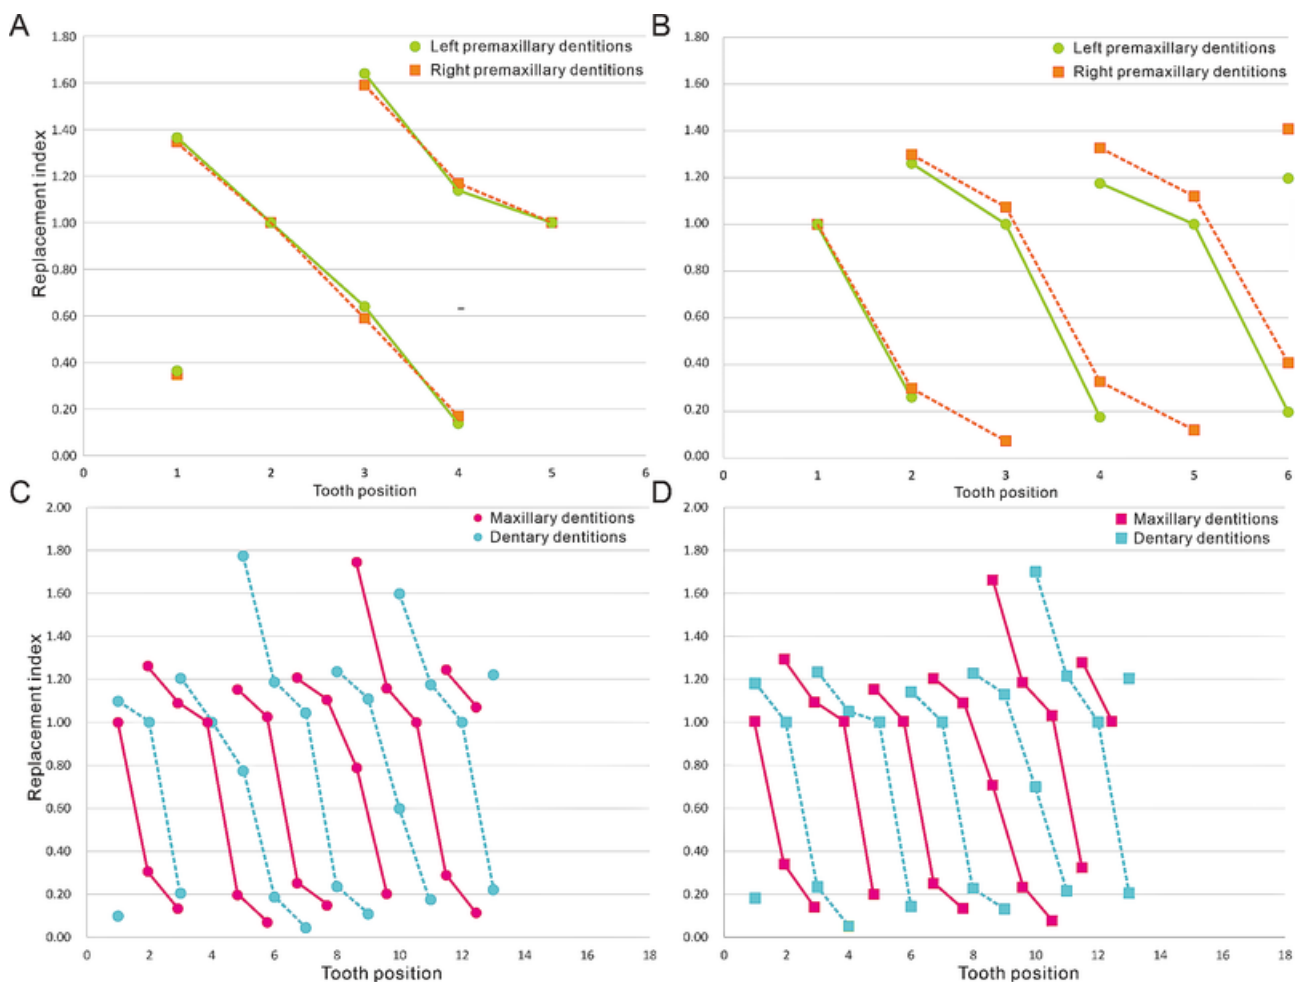 A
1.80
1.60
1.40
1.20
1.00
0.80
0.60
0.40
0.20
0.00
0 1 2 3 4 5 6
Replacement index
Tooth position
Left premaxillary dentitions
Right premaxillary dentitions
B
1.80
1.60
1.40
1.20
1.00
0.80
0.60
0.40
0.20
0.00
0 1 2 3 4 5 6
Tooth position
Left premaxillary dentitions
Right premaxillary dentitions
C
2.00
1.80
1.60
1.40
1.20
1.00
0.80
0.60
0.40
0.20
0.00
0 2 4 6 8 10 12 14 16 18
Replacement index
Tooth position
Maxillary dentitions
Dentary dentitions
D
2.00
1.80
1.60
1.40
1.20
1.00
0.80
0.60
0.40
0.20
0.00
0 2 4 6 8 10 12 14 16 18
Tooth position
Maxillary dentitions
Dentary dentitions